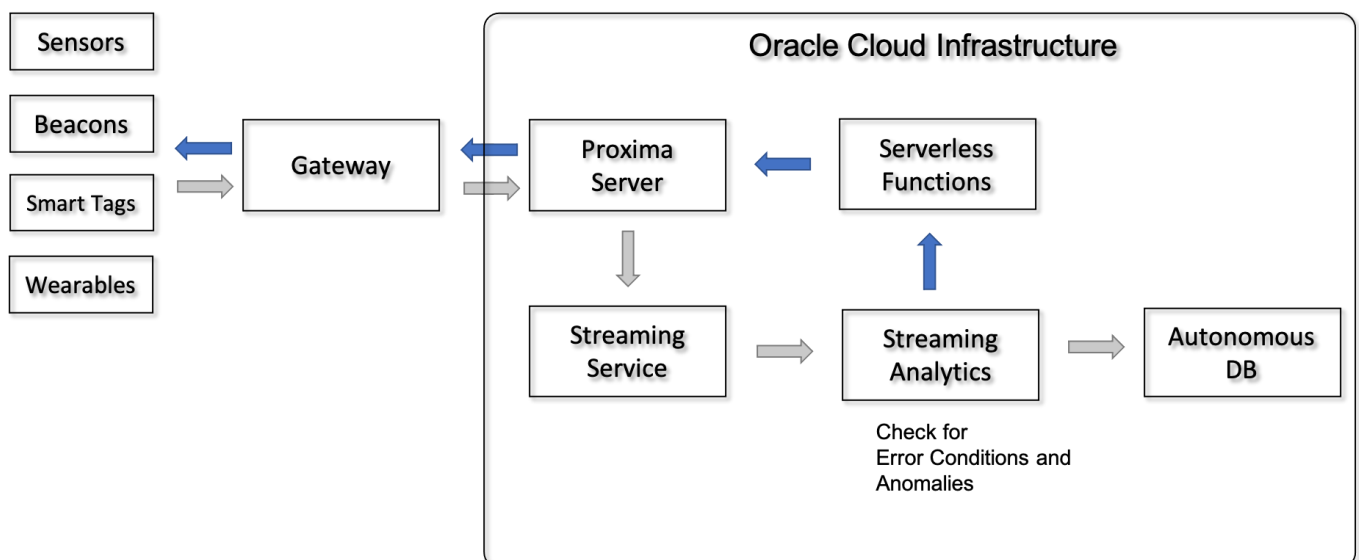 Sensors
Oracle Cloud Infrastructure
Beacons
Gateway
Proxima
Server
Serverless
Functions
Smart Tags
Wearables
Streaming
Service
Streaming
Analytics
Autonomous
DB
Check for
Error Conditions and
Anomalies